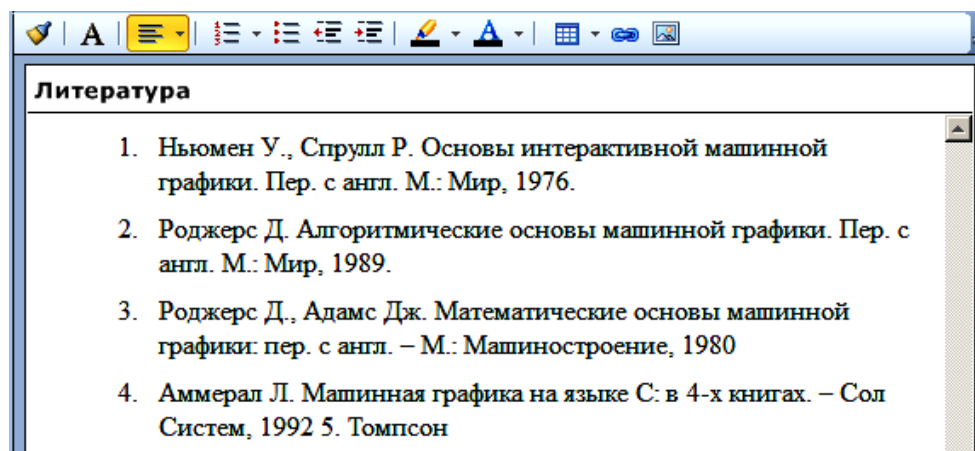 Литература
1. Ньюмен У., Спрулл Р. Основы интерактивной машинной
графики. Пер. с англ. М.: Мир, 1976.
2. Роджерс Д. Алгоритмические основы машинной графики. Пер. с
англ. М.: Мир, 1989.
3. Роджерс Д., Адамс Дж. Математические основы машинной
графики: пер. с англ. – М.: Машиностроение, 1980
4. Аммерал Л. Машинная графика на языке С: в 4-х книгах. – Сол
Систем, 1992 5. Томпсон